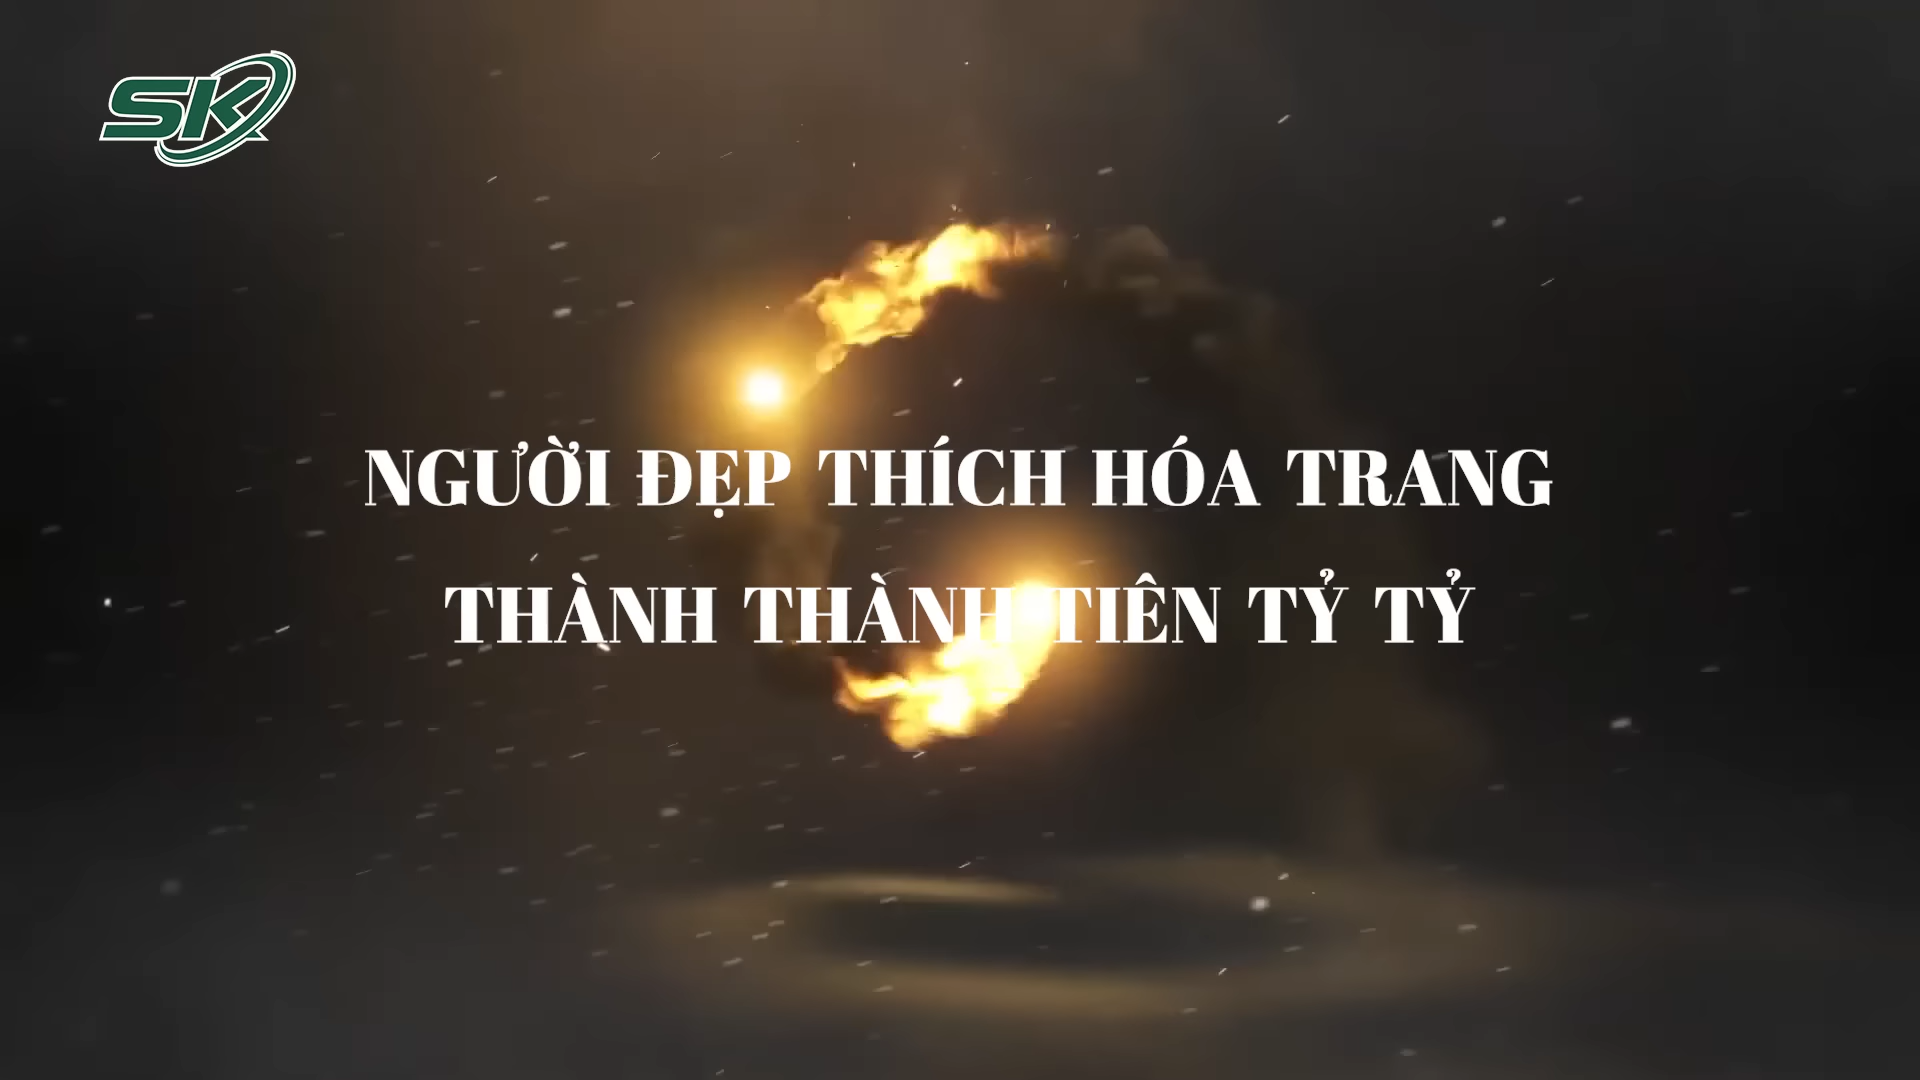 SK
NGƯỜI ĐẸP THÍCH HÓA TRANG
THÀNH THÀNH TIÊN TỶ TỶ